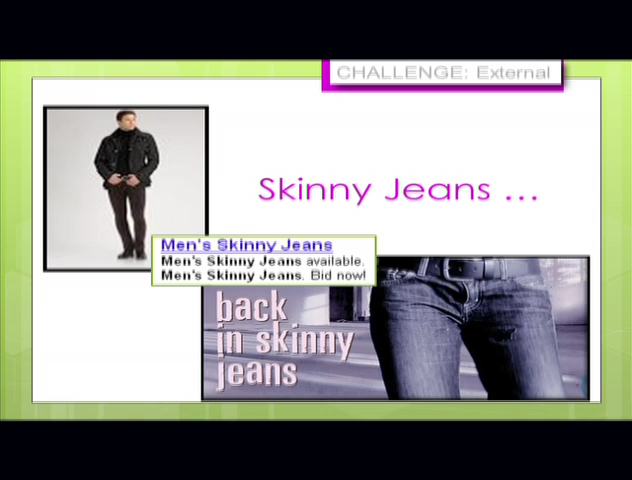 CHALLENGE: External
Skinny Jeans ...
Men's Skinny Jeans
Men's Skinny Jeans available.
Men's Skinny Jeans. Bid now!
back
in skinny
jeans